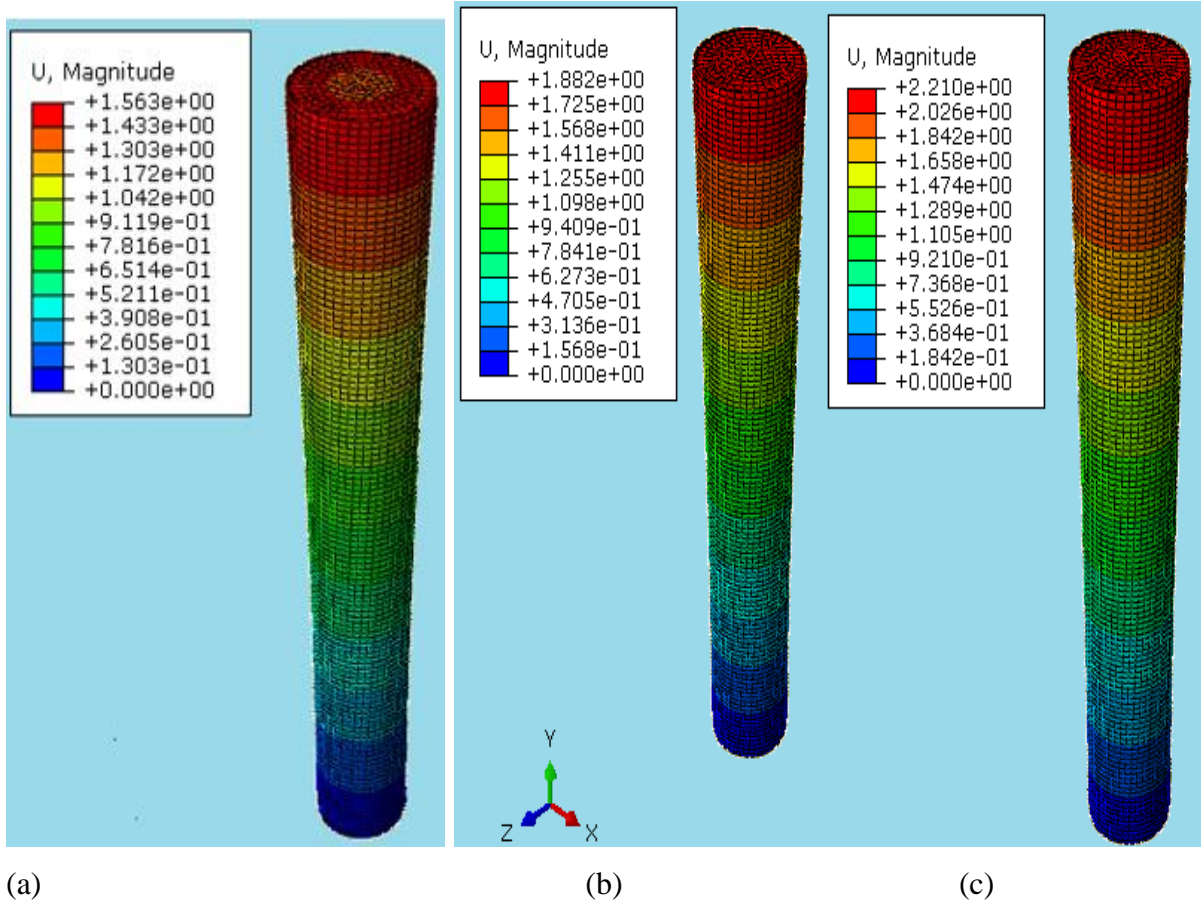 U, Magnitude
+1.563e+00
+1.433e+00
+1.303e+00
+1.172e+00
+1.042e+00
+9.119e-01
+7.816e-01
+6.514e-01
+5.211e-01
+3.908e-01
+2.605e-01
+1.303e-01
+0.000e+00
U, Magnitude
+1.882e+00
+1.725e+00
+1.568e+00
+1.411e+00
+1.255e+00
+1.098e+00
+9.409e-01
+7.841e-01
+6.273e-01
+4.705e-01
+3.136e-01
+1.568e-01
+0.000e+00
Y
Z
X
U, Magnitude
+2.210e+00
+2.026e+00
+1.842e+00
+1.658e+00
+1.474e+00
+1.289e+00
+1.105e+00
+9.210e-01
+7.368e-01
+5.526e-01
+3.684e-01
+1.842e-01
+0.000e+00
(a)
(b)
(c)